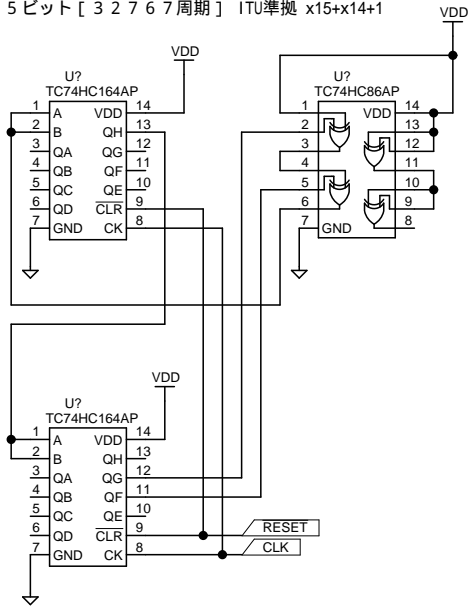 5ビット[32767周期] ITU準拠 x15+x14+1
VDD
VDD
U?
TC74HC164AP
1 A VDD 14
2 B QH 13
3 QA QG 12
4 QB QF 11
5 QC QE 10
6 QD CLR 9
7 GND CK 8
U?
TC74HC86AP
1 VDD 14
2 13
3 12
4 11
5 10
6 9
7 GND 8
VDD
U?
TC74HC164AP
1 A VDD 14
2 B QH 13
3 QA QG 12
4 QB QF 11
5 QC QE 10
6 QD CLR 9
7 GND CK 8
RESET
CLK